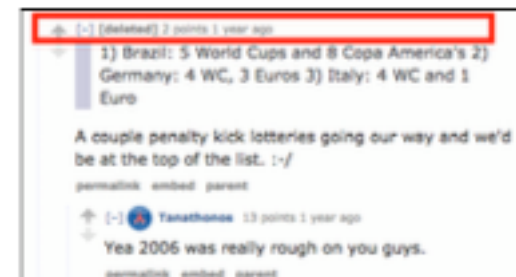 [-] [deleted] 2 points 1 year ago
1) Brazil: 5 World Cups and 8 Copa America's 2)
Germany: 4 WC, 3 Euros 3) Italy: 4 WC and 1
Euro
A couple penalty kick lotteries going our way and we'd
be at the top of the list. :-/
permalink embed parent
[-] Tanathonos 13 points 1 year ago
Yea 2006 was really rough on you guys.
permalink embed parent